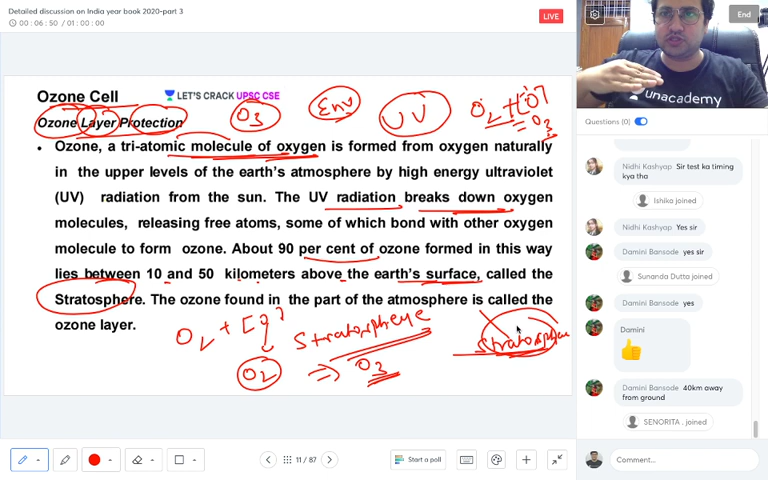 Detailed discussion on India year book 2020-part 3
00 : 06 : 50 / 01 : 00 : 00
LIVE
End
unacademy
Ozone Cell
LET'S CRACK UPSC CSE
Ozone Layer Protection
O3
Env
UV
O2 + [O]
= O3
• Ozone, a tri-atomic molecule of oxygen is formed from oxygen naturally
in the upper levels of the earth's atmosphere by high energy ultraviolet
(UV) radiation from the sun. The UV radiation breaks down oxygen
molecules, releasing free atoms, some of which bond with other oxygen
molecule to form ozone. About 90 per cent of ozone formed in this way
lies between 10 and 50 kilometers above the earth's surface, called the
Stratosphere. The ozone found in the part of the atmosphere is called the
ozone layer.
O2 +
O2
⇒ O3
11 / 87
Start a poll
Questions (0)
Nidhi Kashyap Sir test ka timing
kya tha
Ishika joined
Nidhi Kashyap Yes sir
Damini Bansode yes sir
Sunanda Dutta joined
Damini Bansode yes
Damini
Damini Bansode 40km away
from ground
SENORITA . joined
Comment...